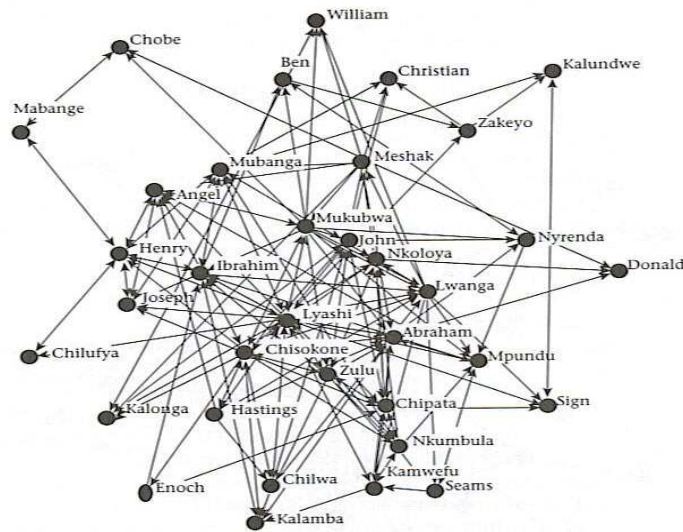 William
Chobe
Ben
Christian
Kalundwe
Mabange
Zakeyo
Mubanga
Meshak
Angel
Mukubwa
Henry
John
Nyrenda
Ibrahim
Nkoloya
Donald
Joseph
Lwanga
Lyashi
Abraham
Chilufya
Chisokone
Mpundu
Zulu
Kalonga
Hastings
Chipata
Sign
Nkumbula
Enoch
Chilwa
Kamwefu
Seams
Kalamba